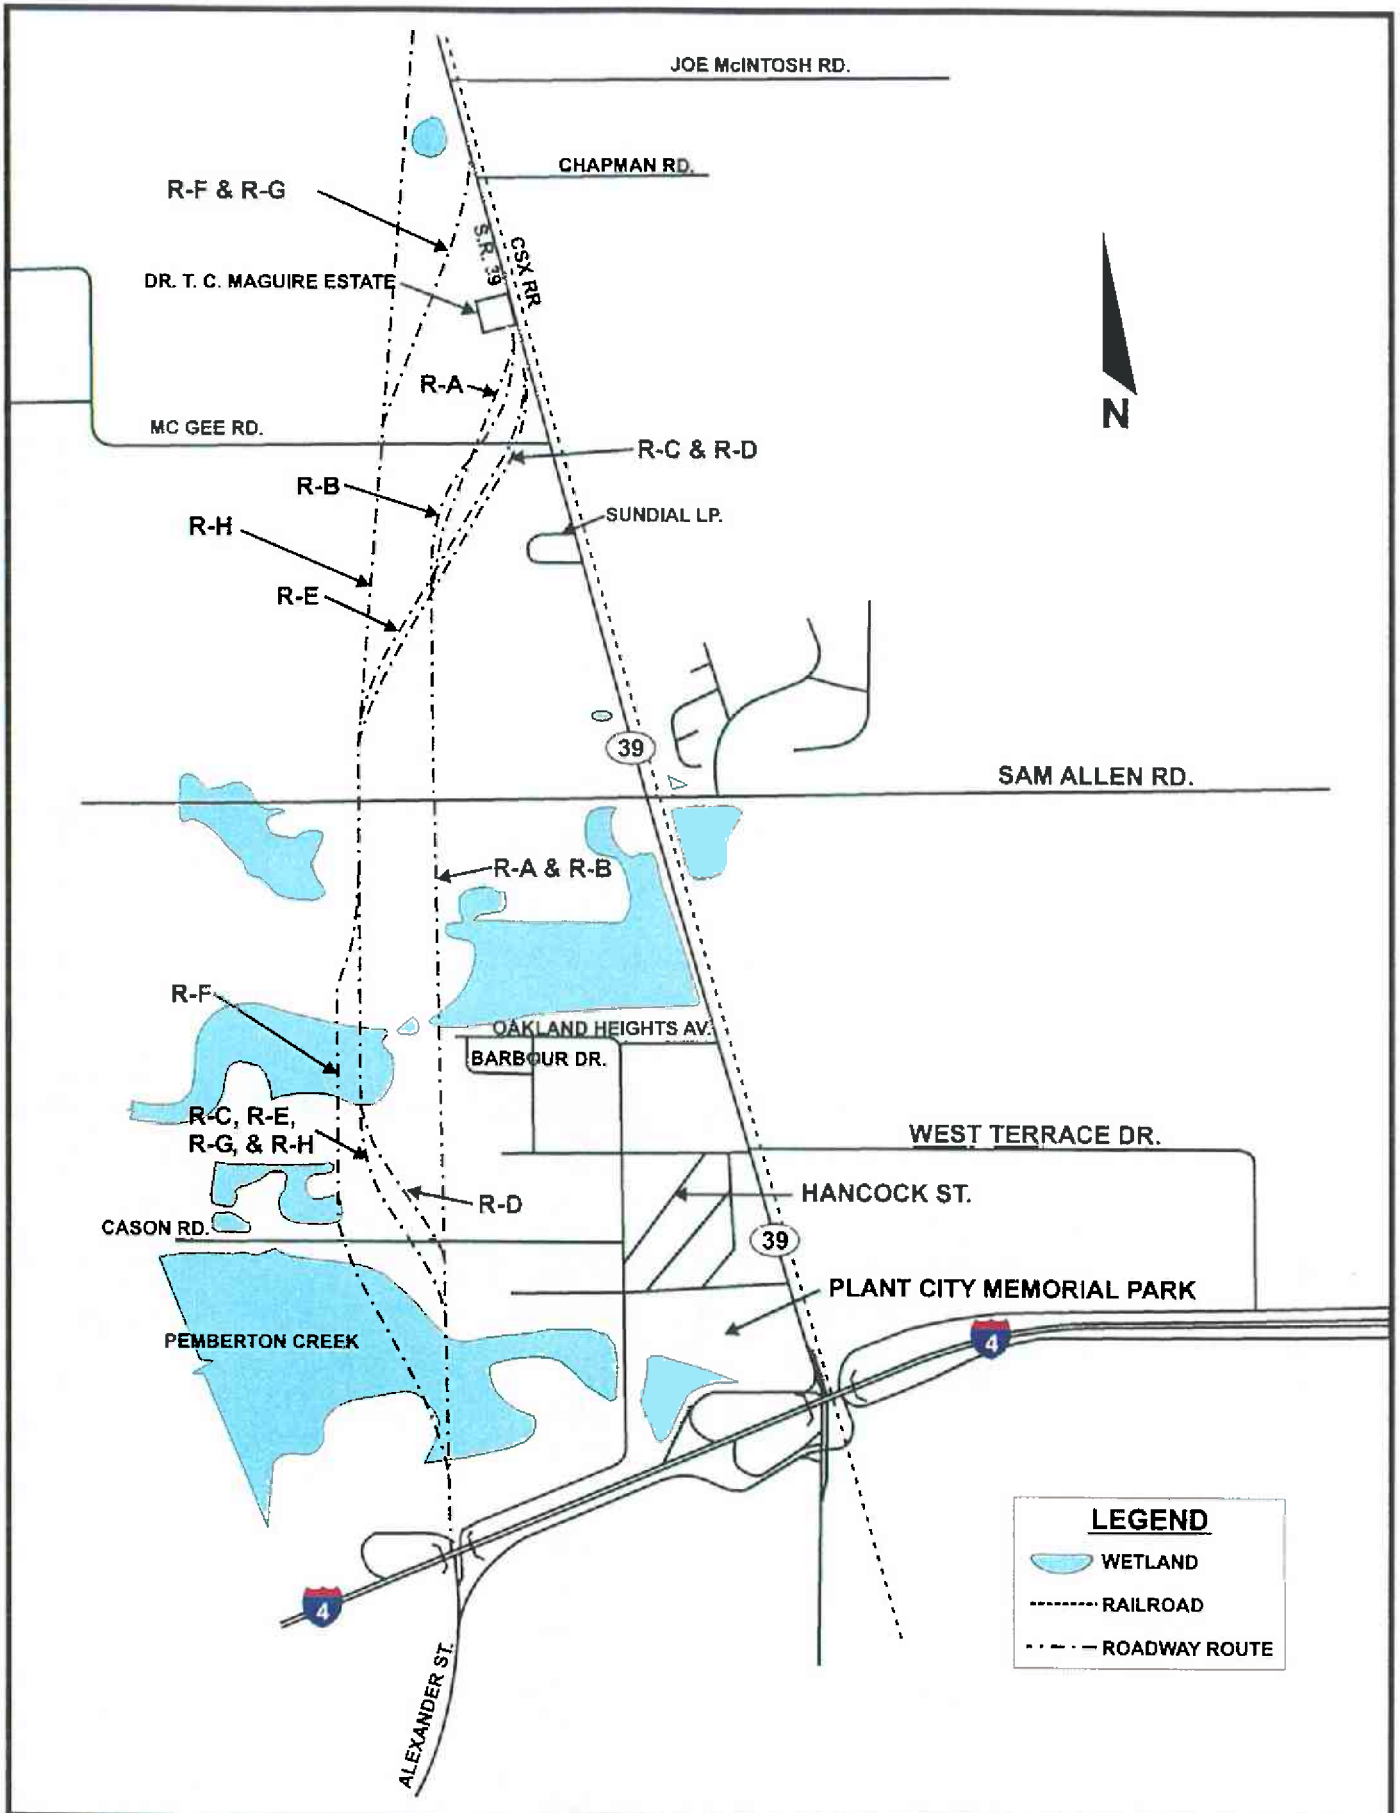 JOE McINTOSH RD.
CHAPMAN RD.
R-F & R-G
S.R. 39
CSX RR
DR. T. C. MAGUIRE ESTATE
R-A
N
MC GEE RD.
R-C & R-D
R-B
SUNDIAL LP.
R-H
R-E
39
SAM ALLEN RD.
R-A & R-B
R-F
OAKLAND HEIGHTS AV.
BARBOUR DR.
R-C, R-E,
R-G, & R-H
WEST TERRACE DR.
HANCOCK ST.
R-D
CASON RD.
39
PLANT CITY MEMORIAL PARK
PEMBERTON CREEK
4
LEGEND
WETLAND
RAILROAD
ROADWAY ROUTE
4
ALEXANDER ST.